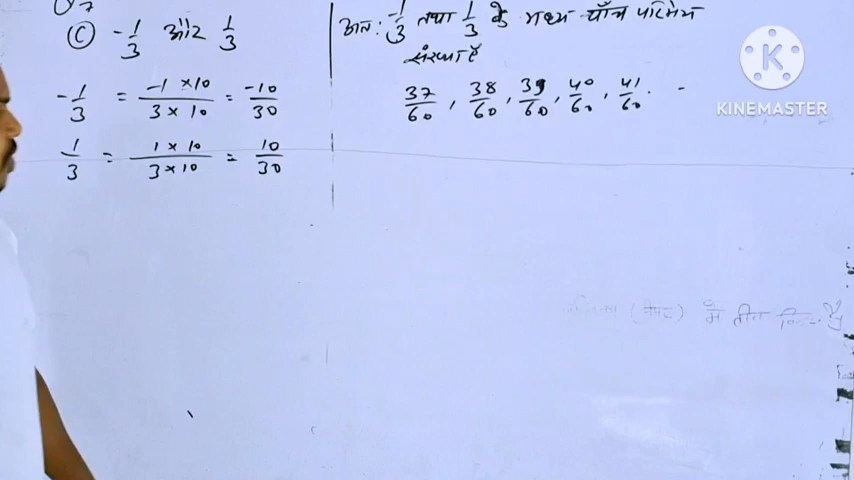 7
(C) -1/3 और 1/3
-1/3 = -1 × 10 / 3 × 10 = -10/30
1/3 = 1 × 10 / 3 × 10 = 10/30
अतः -1/3 तथा 1/3 के मध्य पाँच परिमेय
संख्याएँ
37/60, 38/60, 39/60, 40/60, 41/60.
KINEMASTER
में तीन